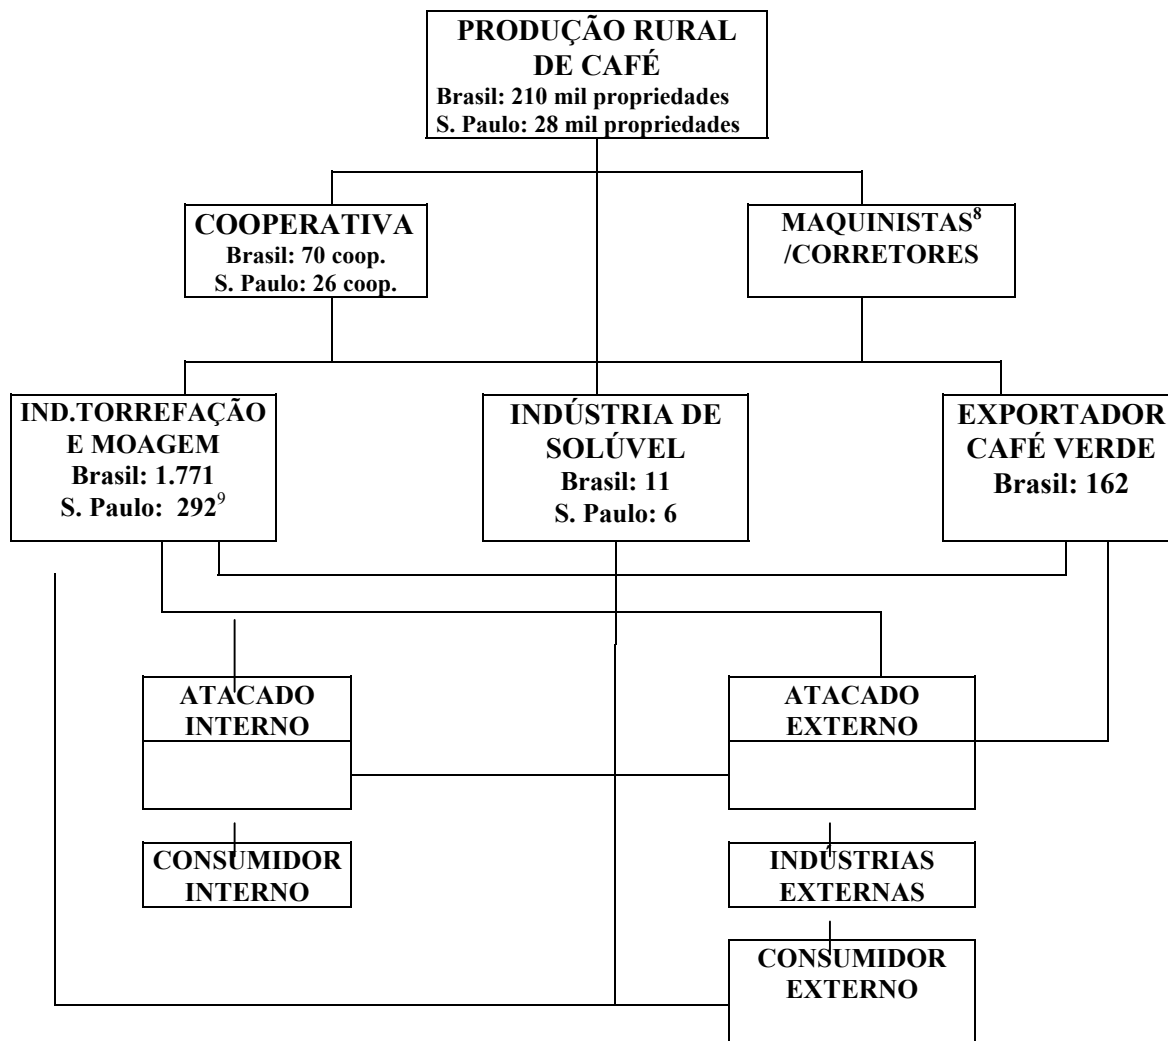 PRODUÇÃO RURAL
DE CAFÉ
Brasil: 210 mil propriedades
S. Paulo: 28 mil propriedades
COOPERATIVA
Brasil: 70 coop.
S. Paulo: 26 coop.
MAQUINISTAS⁸
/CORRETORES
IND.TORREFAÇÃO
E MOAGEM
Brasil: 1.771
S. Paulo: 292⁹
INDÚSTRIA DE
SOLÚVEL
Brasil: 11
S. Paulo: 6
EXPORTADOR
CAFÉ VERDE
Brasil: 162
ATACADO
INTERNO
ATACADO
EXTERNO
CONSUMIDOR
INTERNO
INDÚSTRIAS
EXTERNAS
CONSUMIDOR
EXTERNO